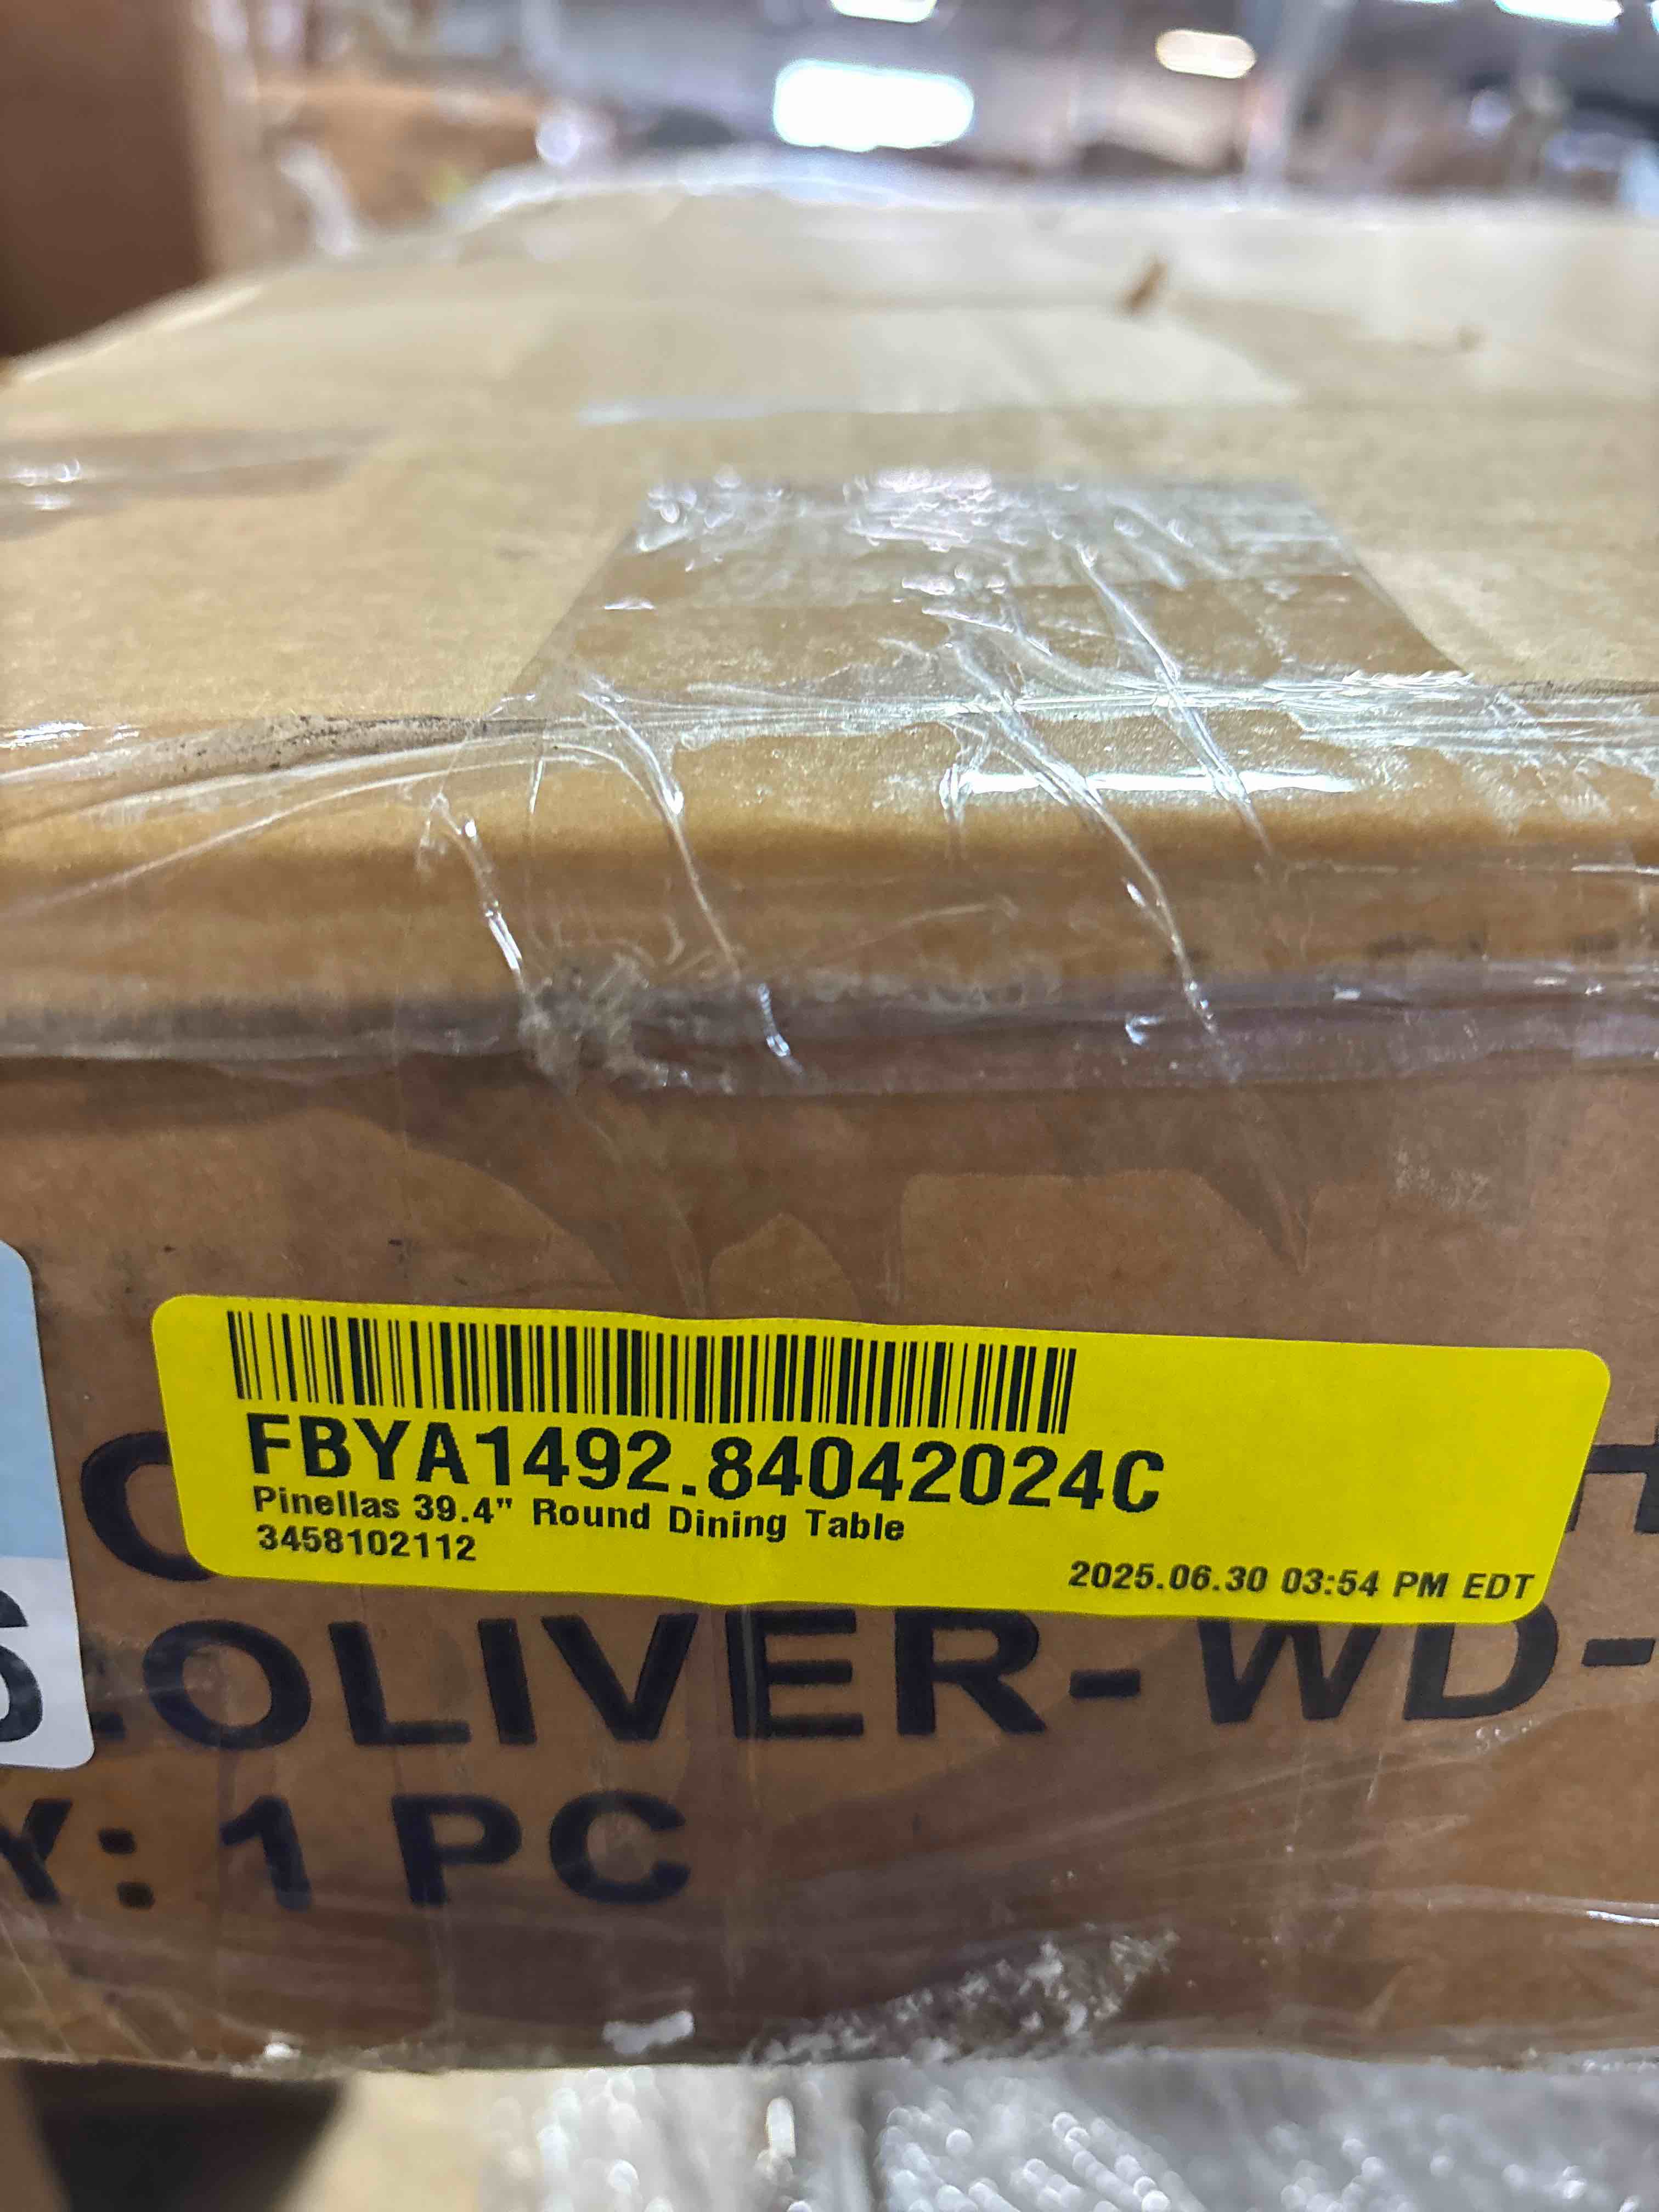 FBYA1492.84042024C
Pinellas 39.4" Round Dining Table
3458102112
2025.06.30 03:54 PM EDT
OLIVER-WD-
Y: 1 PC